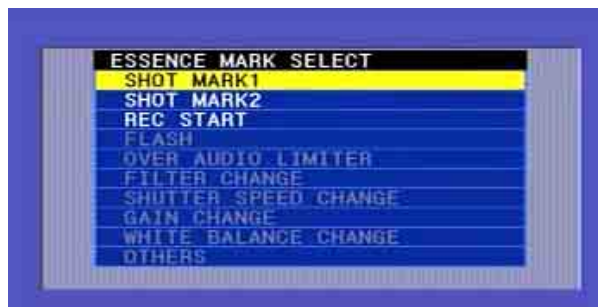 ESSENCE MARK SELECT
SHOT MARK1
SHOT MARK2
REC START
FLASH
OVER AUDIO LIMITER
FILTER CHANGE
SHUTTER SPEED CHANGE
GAIN CHANGE
WHITE BALANCE CHANGE
OTHERS